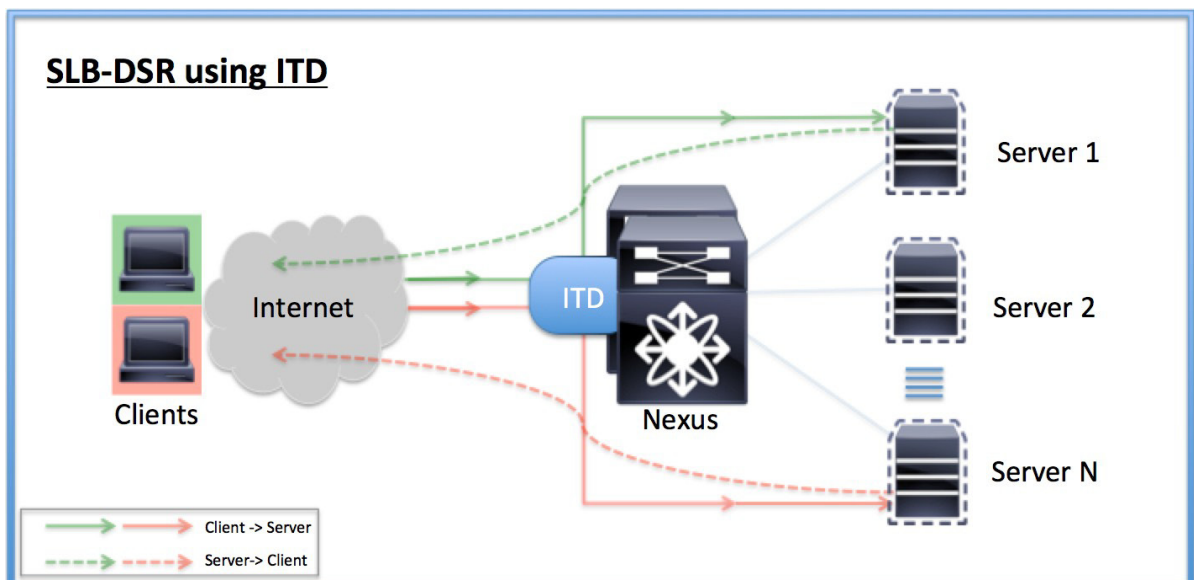 SLB-DSR using ITD
Server 1
Internet
ITD
Server 2
Clients
Nexus
Server N
Client -> Server
Server-> Client